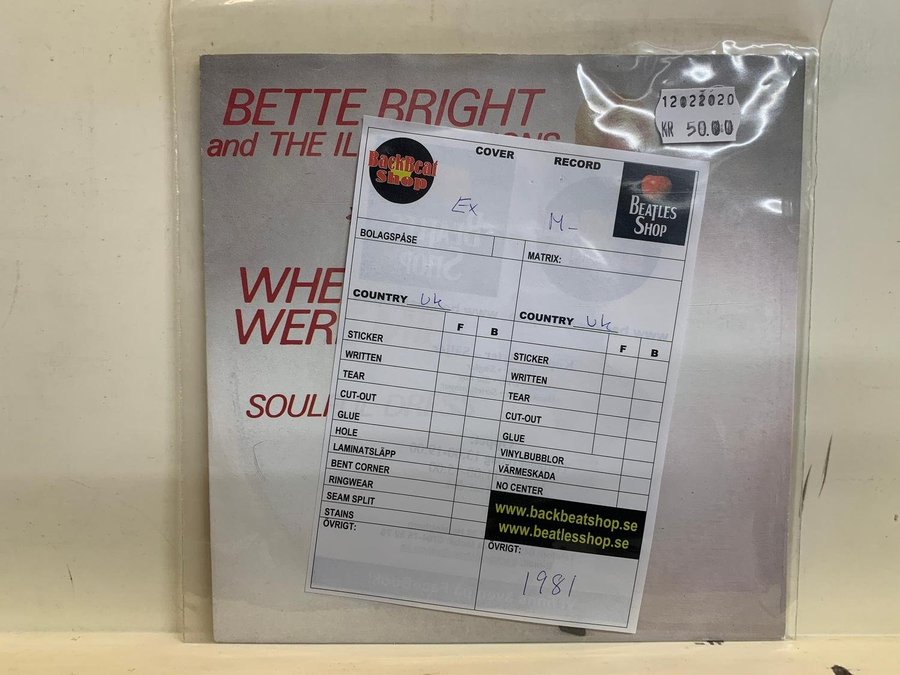 BETTE BRIGHT
and THE IL IONS
12022020
KR 50.00
WHE
WER
SOULF
COVER RECORD
BackBeat
Shop
BEATLES
SHOP
Ex M-
BOLAGSPÅSE
MATRIX:
COUNTRY UK
COUNTRY UK
F B
F B
STICKER
WRITTEN
TEAR
CUT-OUT
GLUE
HOLE
LAMINATSLÄPP
BENT CORNER
RINGWEAR
SEAM SPLIT
STAINS
ÖVRIGT:
STICKER
WRITTEN
TEAR
CUT-OUT
GLUE
VINYLBUBBLOR
VÄRMESKADA
NO CENTER
www.backbeatshop.se
www.beatlesshop.se
ÖVRIGT:
1981